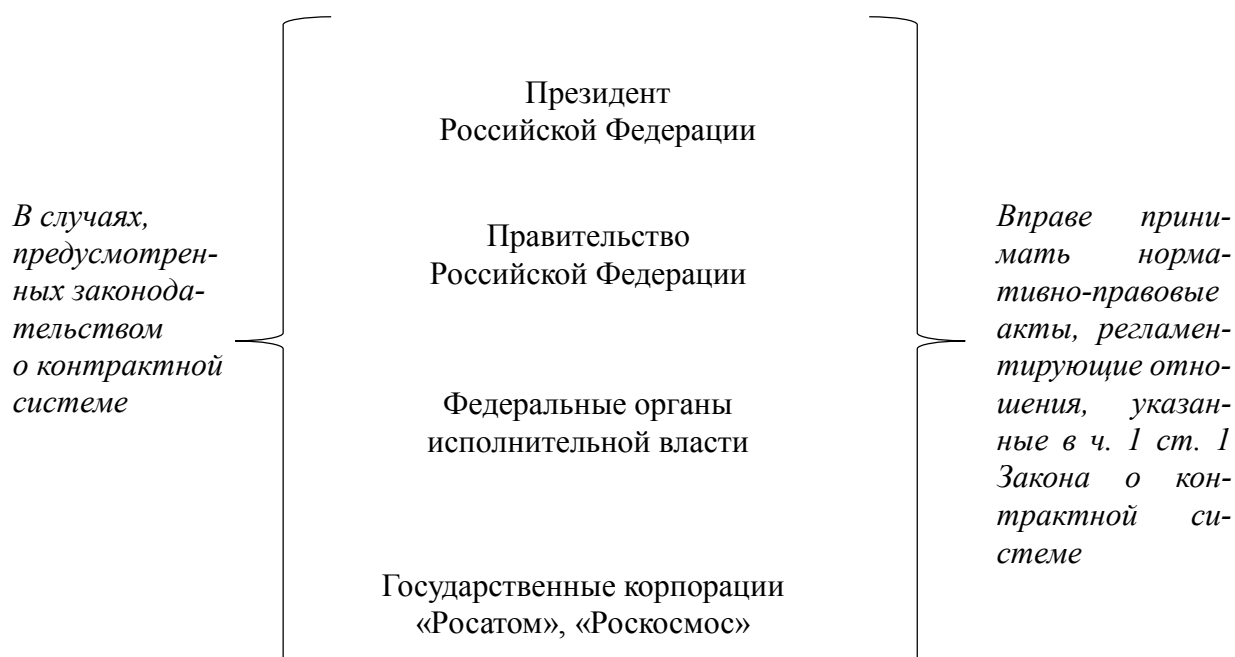 В случаях,
предусмотрен-
ных законода-
тельством
о контрактной
системе
Президент
Российской Федерации
Правительство
Российской Федерации
Федеральные органы
исполнительной власти
Государственные корпорации
«Росатом», «Роскосмос»
Вправе прини-
мать норма-
тивно-правовые
акты, регламен-
тирующие отно-
шения, указан-
ные в ч. 1 ст. 1
Закона о кон-
трактной си-
стеме